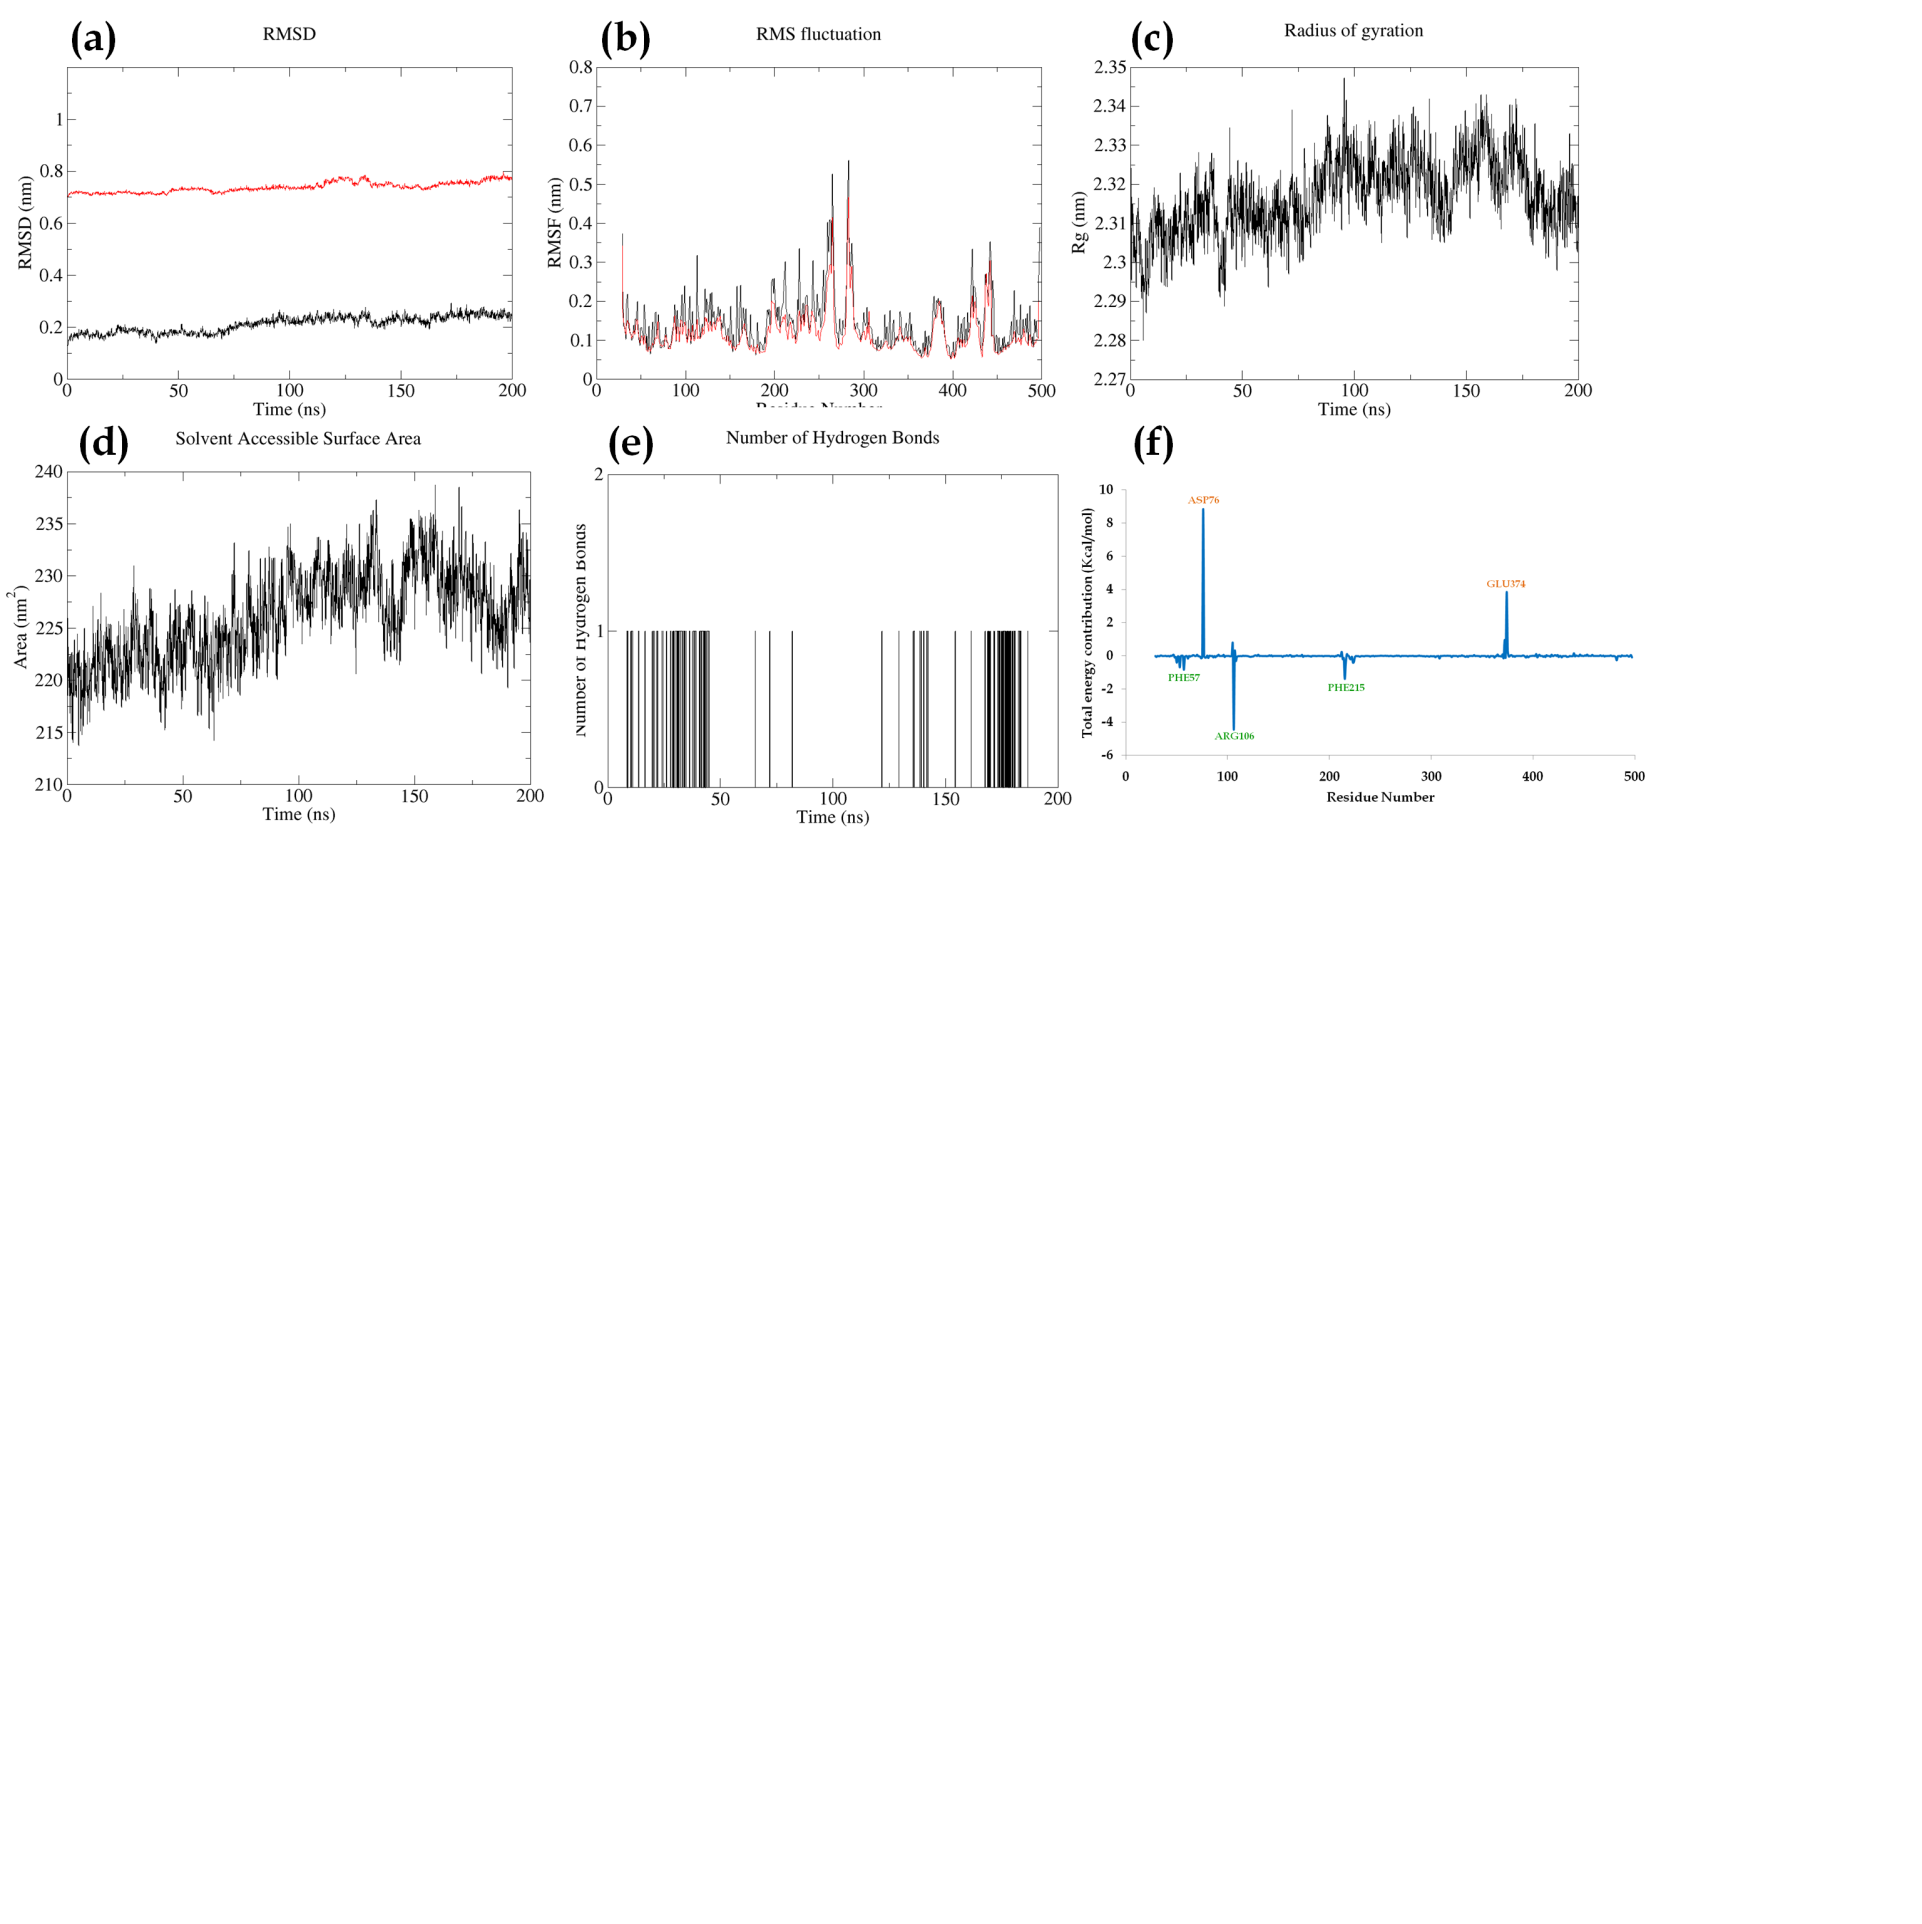 (a)
RMSD
RMSD (nm)
1
0.8
0.6
0.4
0.2
0
0 50 100 150 200
Time (ns)
(b)
RMS fluctuation
RMSF (nm)
0.8
0.7
0.6
0.5
0.4
0.3
0.2
0.1
0
0 100 200 300 400 500
Residue Number
(c)
Radius of gyration
Rg (nm)
2.35
2.34
2.33
2.32
2.31
2.3
2.29
2.28
2.27
0 50 100 150 200
Time (ns)
(d)
Solvent Accessible Surface Area
Area (nm²)
240
235
230
225
220
215
210
0 50 100 150 200
Time (ns)
(e)
Number of Hydrogen Bonds
Number of Hydrogen Bonds
2
1
0
0 50 100 150 200
Time (ns)
(f)
Total energy contribution (Kcal/mol)
10
8
6
4
2
0
-2
-4
-6
ASP76
GLU374
PHE57
PHE215
ARG106
0 100 200 300 400 500
Residue Number